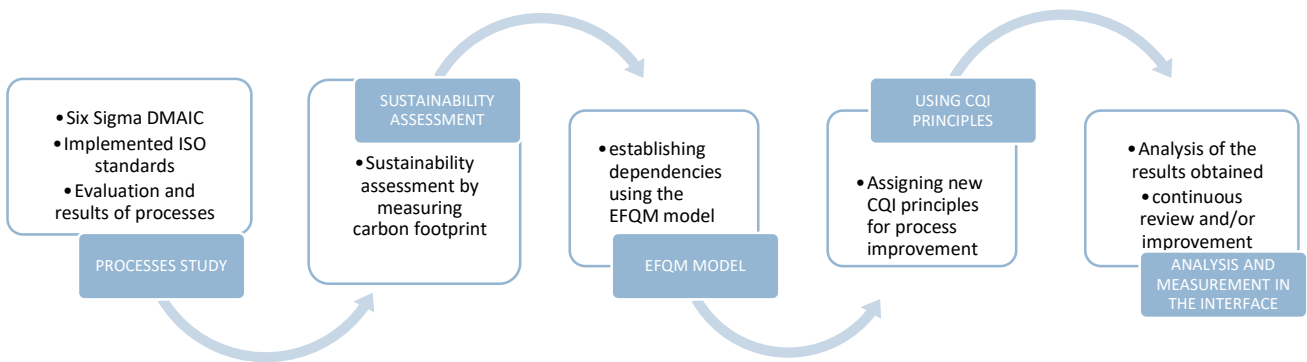 •Six Sigma DMAIC
•Implemented ISO
standards
•Evaluation and
results of processes
PROCESSES STUDY
SUSTAINABILITY
ASSESSMENT
•Sustainability
assessment by
measuring
carbon footprint
•establishing
dependencies
using the
EFQM model
EFQM MODEL
USING CQI
PRINCIPLES
•Assigning new
CQI principles
for process
improvement
•Analysis of the
results obtained
•continuous
review and/or
improvement
ANALYSIS AND
MEASUREMENT IN
THE INTERFACE